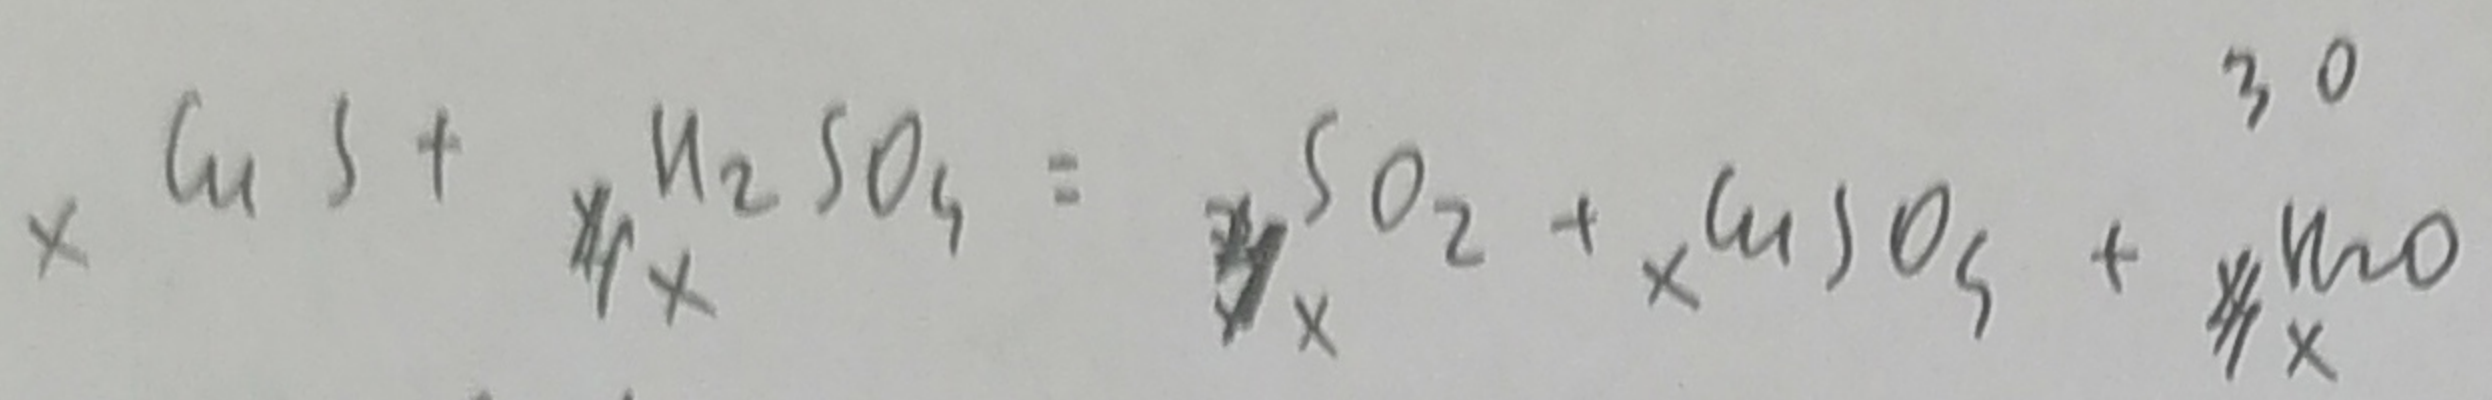 3 0
x CuS + x H2SO4 = x SO2 + x CuSO4 + x H2O